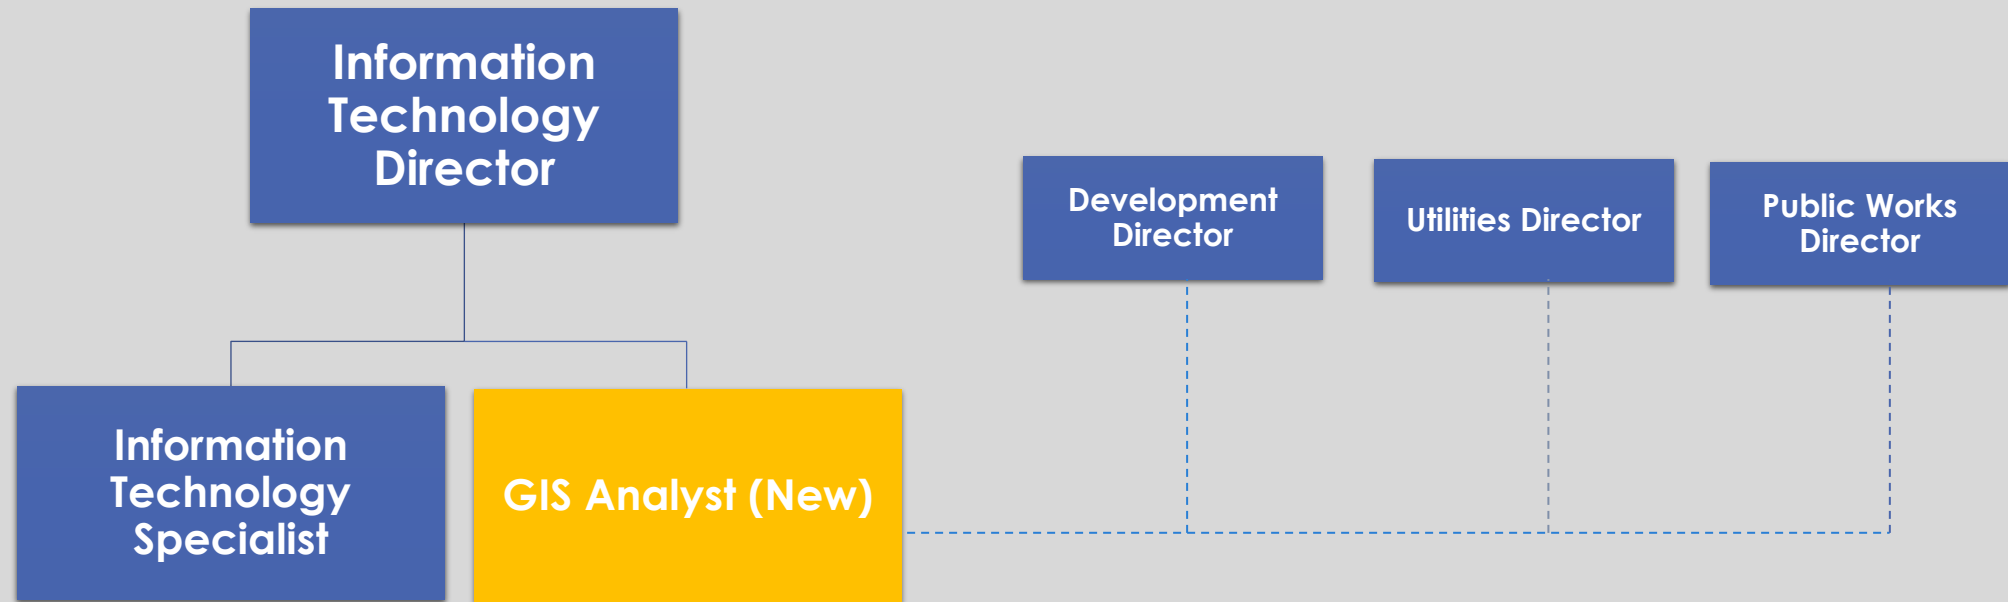 Information
Technology
Director
Development
Director
Utilities Director
Public Works
Director
Information
Technology
Specialist
GIS Analyst (New)